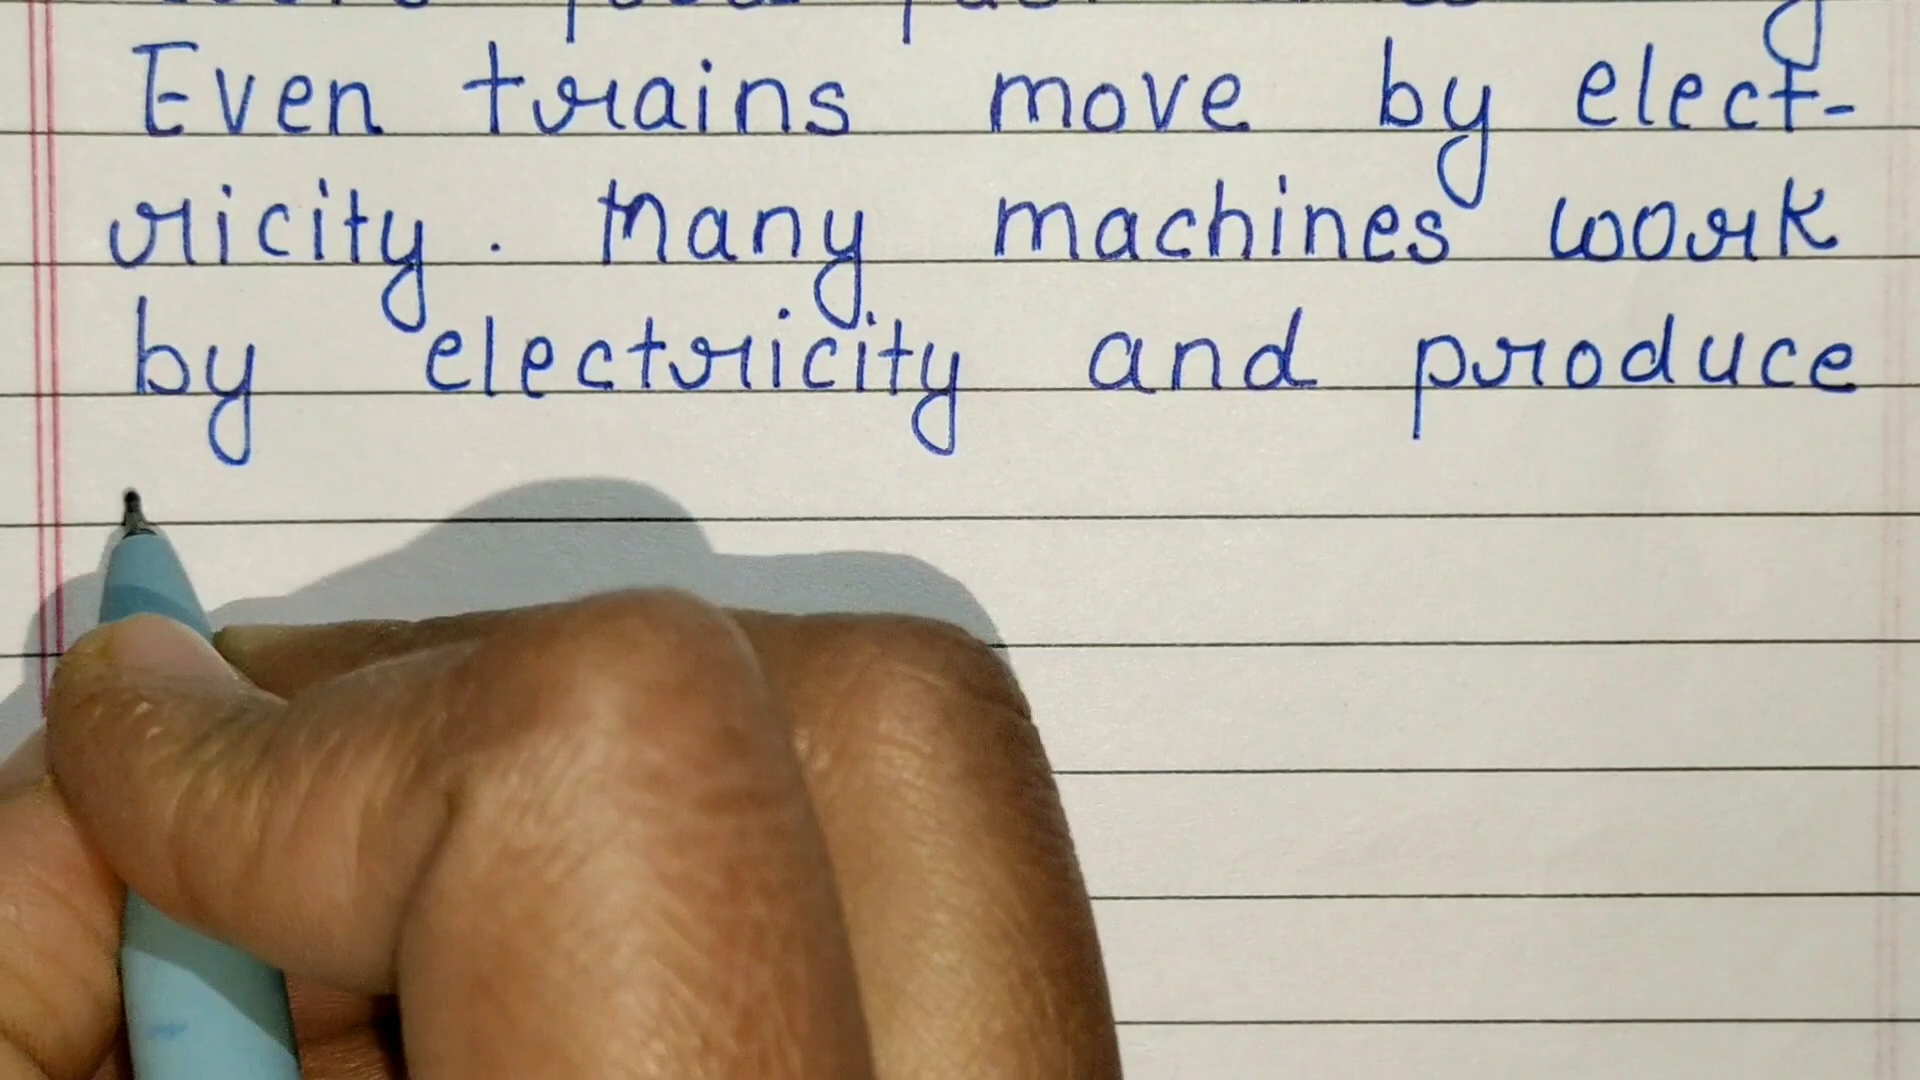 Even trains move by elect-
ricity. Many machines work
by electricity and produce